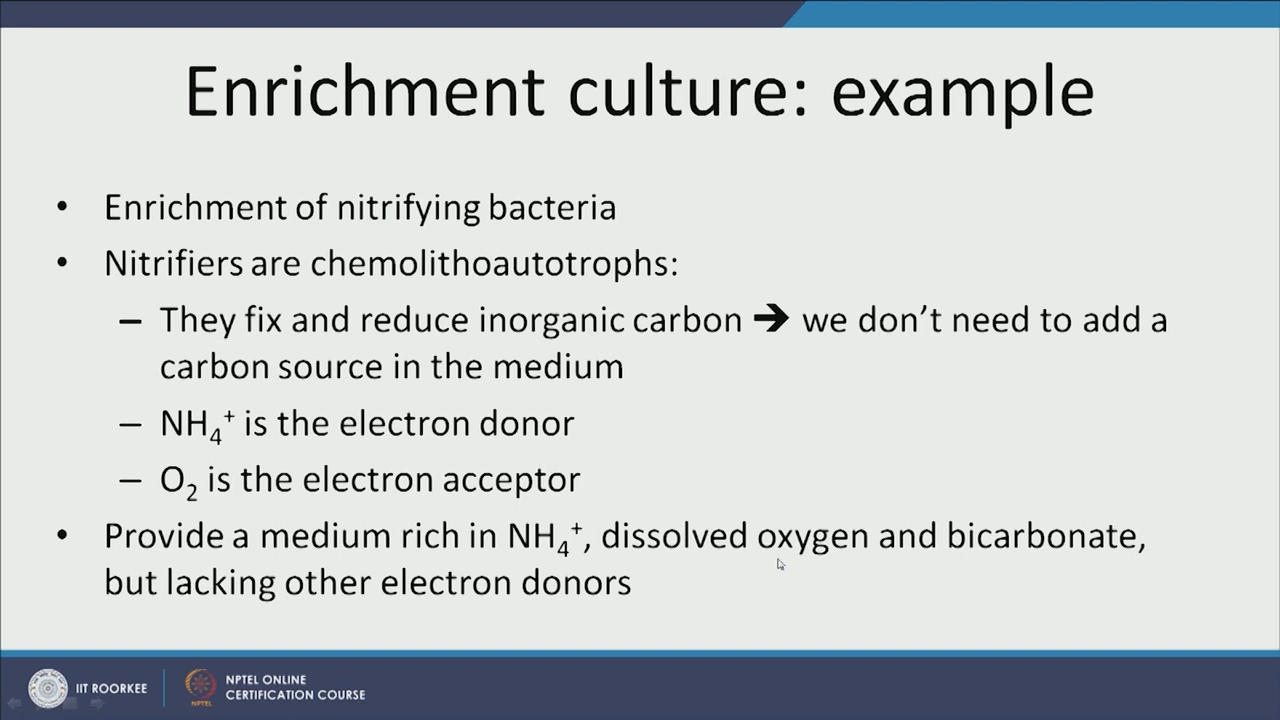 Enrichment culture: example
• Enrichment of nitrifying bacteria
• Nitrifiers are chemolithoautotrophs:
– They fix and reduce inorganic carbon ➔ we don’t need to add a
carbon source in the medium
– NH₄⁺ is the electron donor
– O₂ is the electron acceptor
• Provide a medium rich in NH₄⁺, dissolved oxygen and bicarbonate,
but lacking other electron donors
IIT ROORKEE
NPTEL
NPTEL ONLINE
CERTIFICATION COURSE